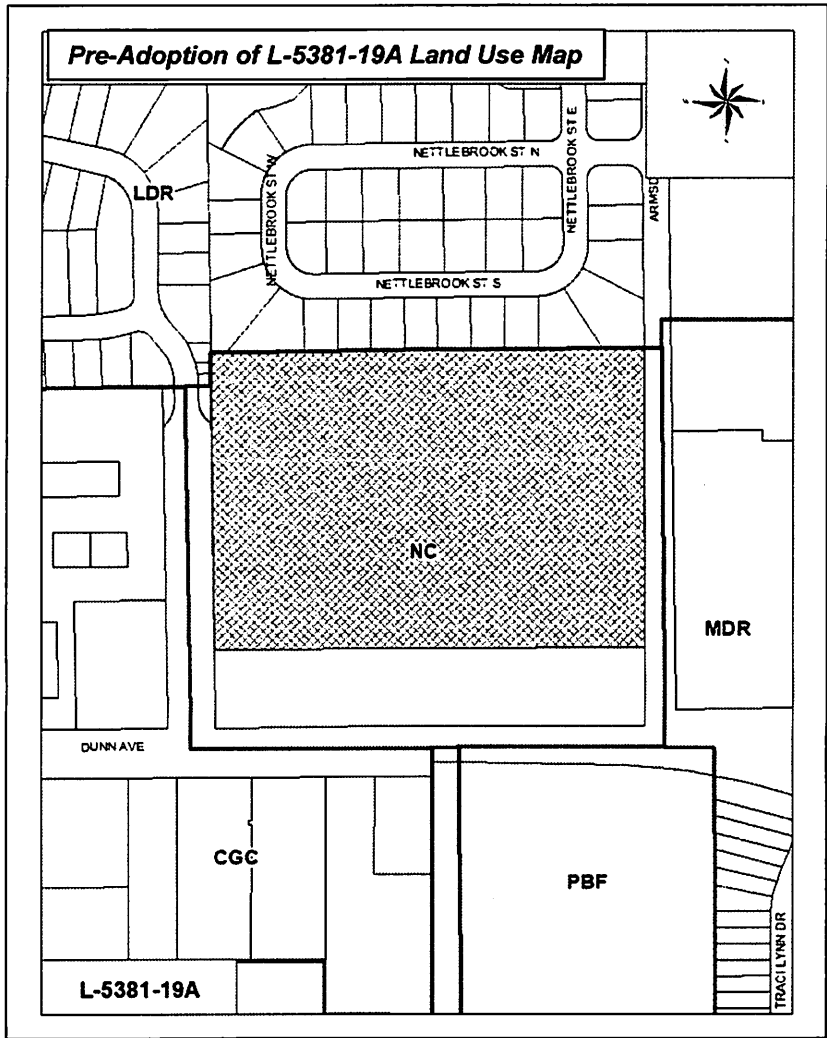 Pre-Adoption of L-5381-19A Land Use Map
NETTLEBROOK ST N
NETTLEBROOK ST E
NETTLEBROOK ST W
LDR
NETTLEBROOK ST S
NC
MDR
DUNN AVE
CGC
PBF
TRACI LYNN DR
L-5381-19A